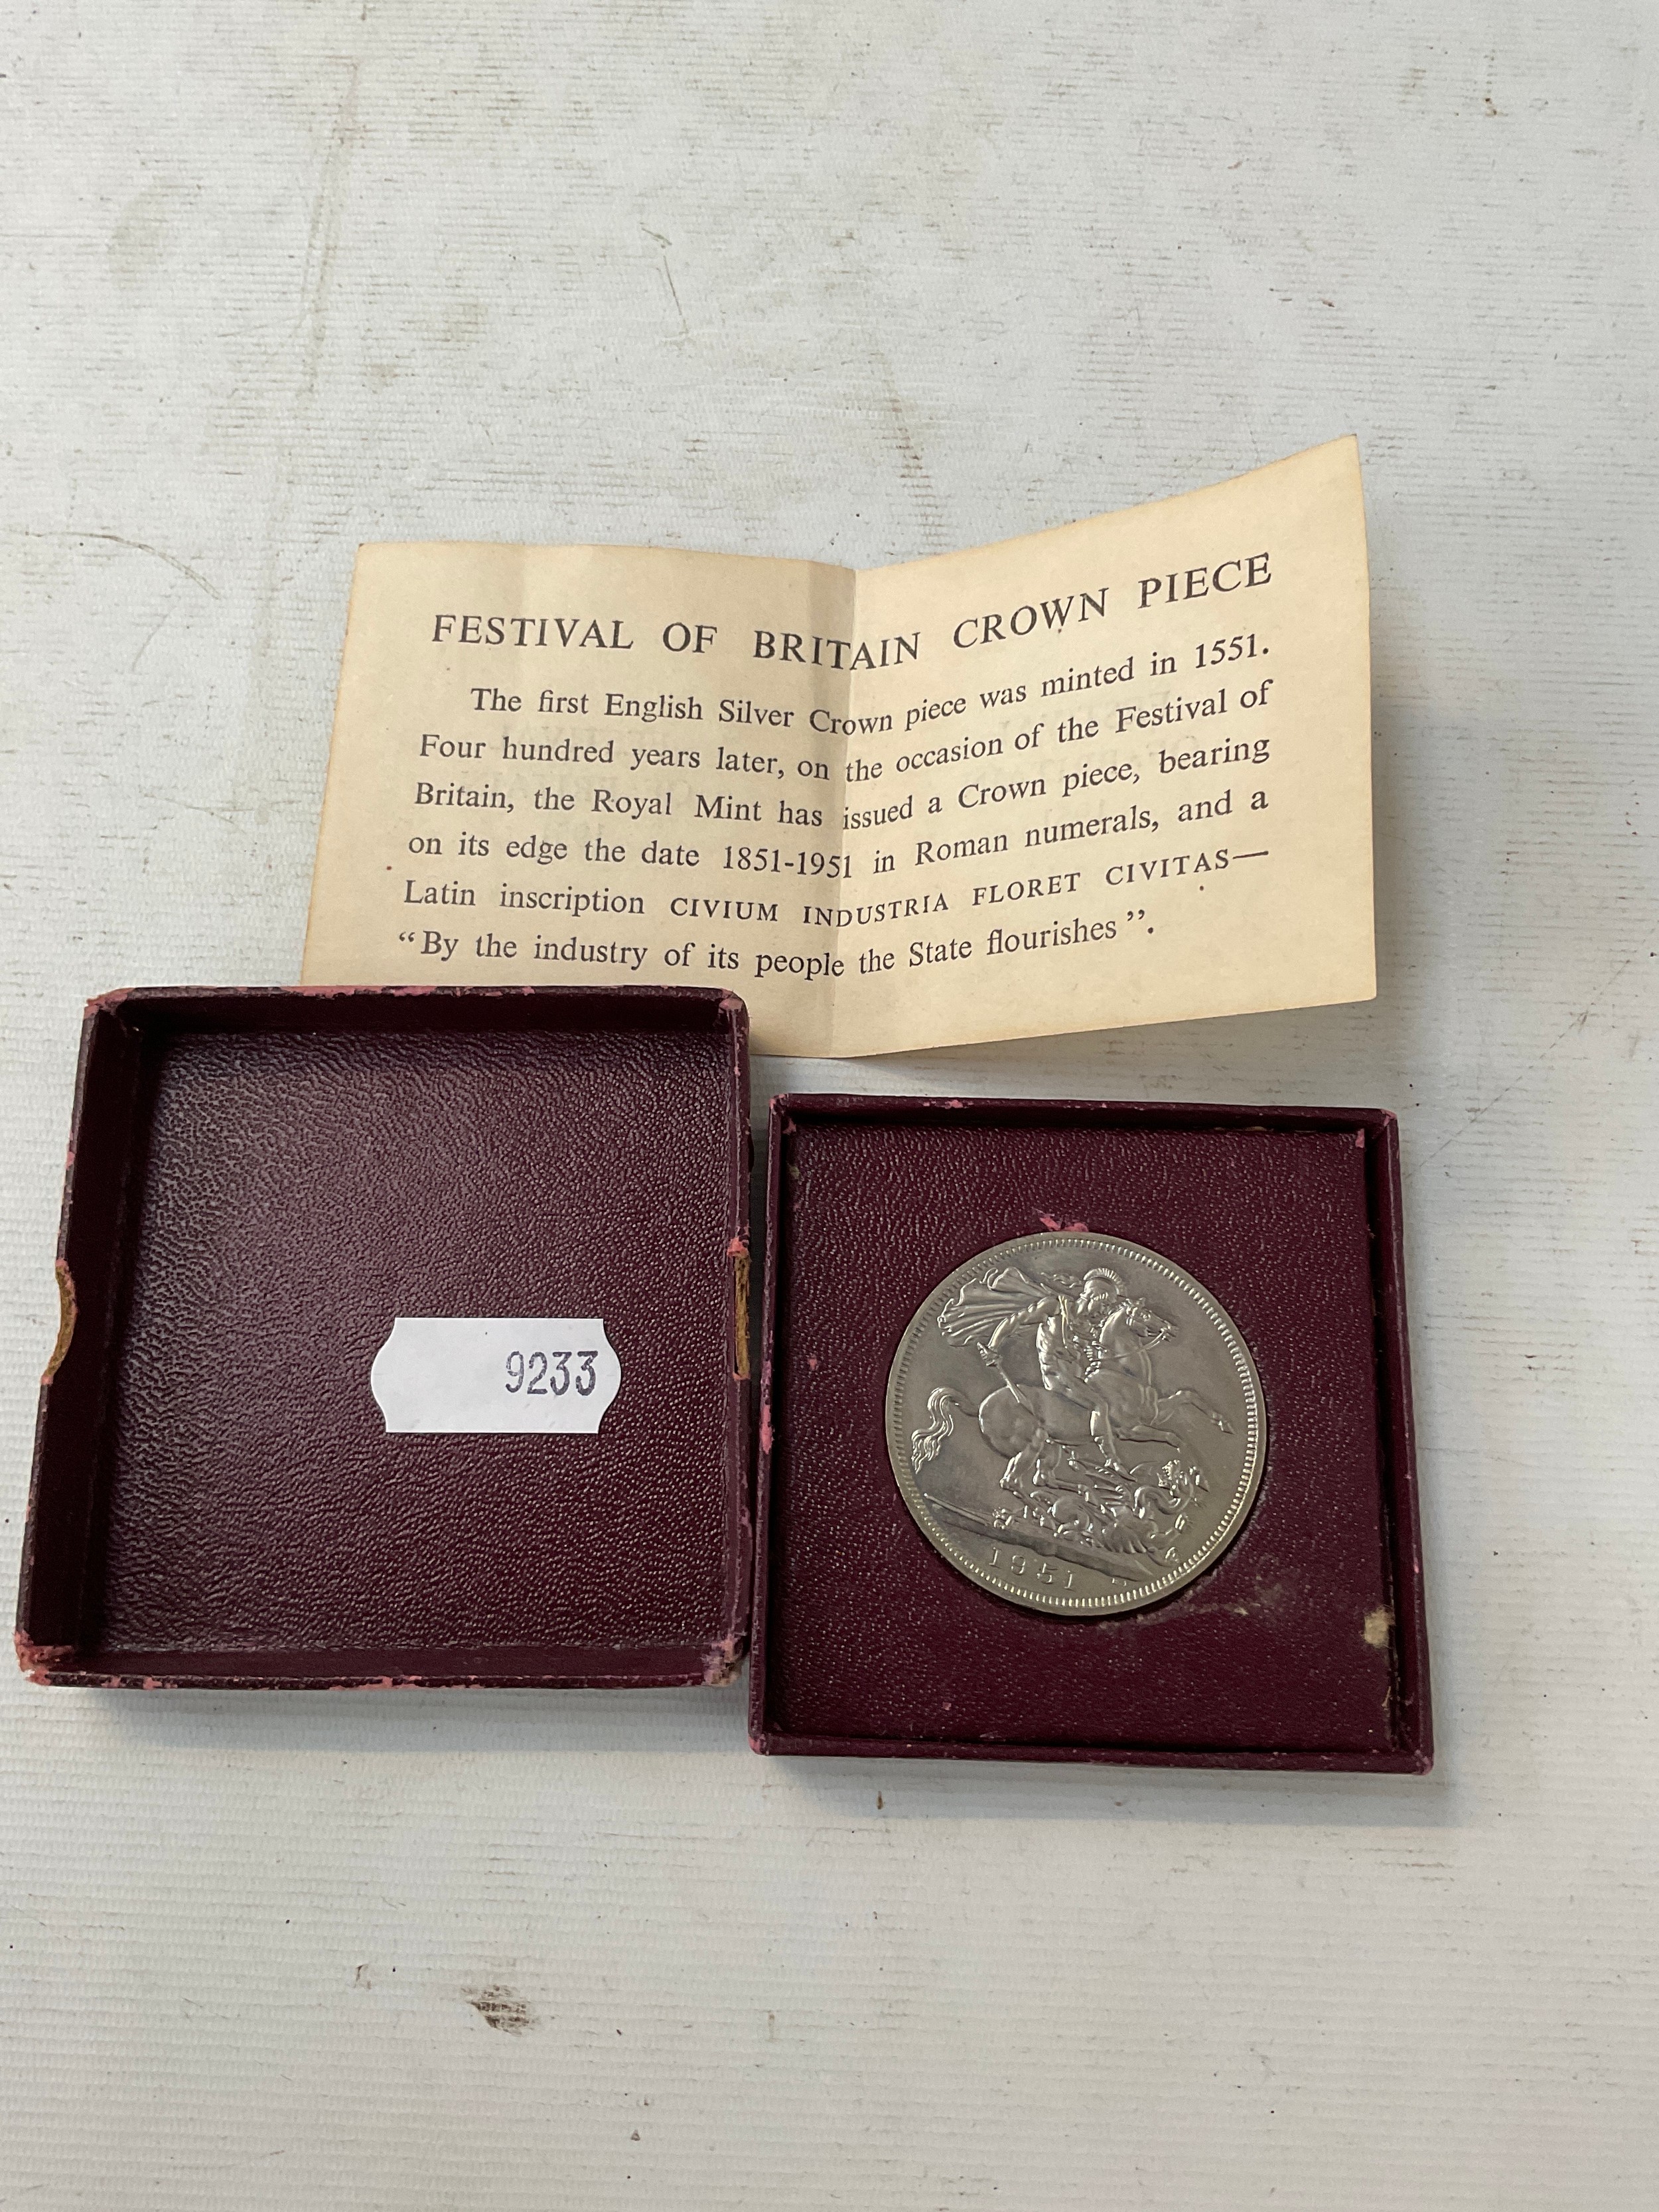 FESTIVAL OF BRITAIN CROWN PIECE
The first English Silver Crown piece was minted in 1551.
Four hundred years later, on the occasion of the Festival of
Britain, the Royal Mint has issued a Crown piece, bearing
on its edge the date 1851-1951 in Roman numerals, and a
Latin inscription CIVIUM INDUSTRIA FLORET CIVITAS—
“By the industry of its people the State flourishes”.
9233
1951